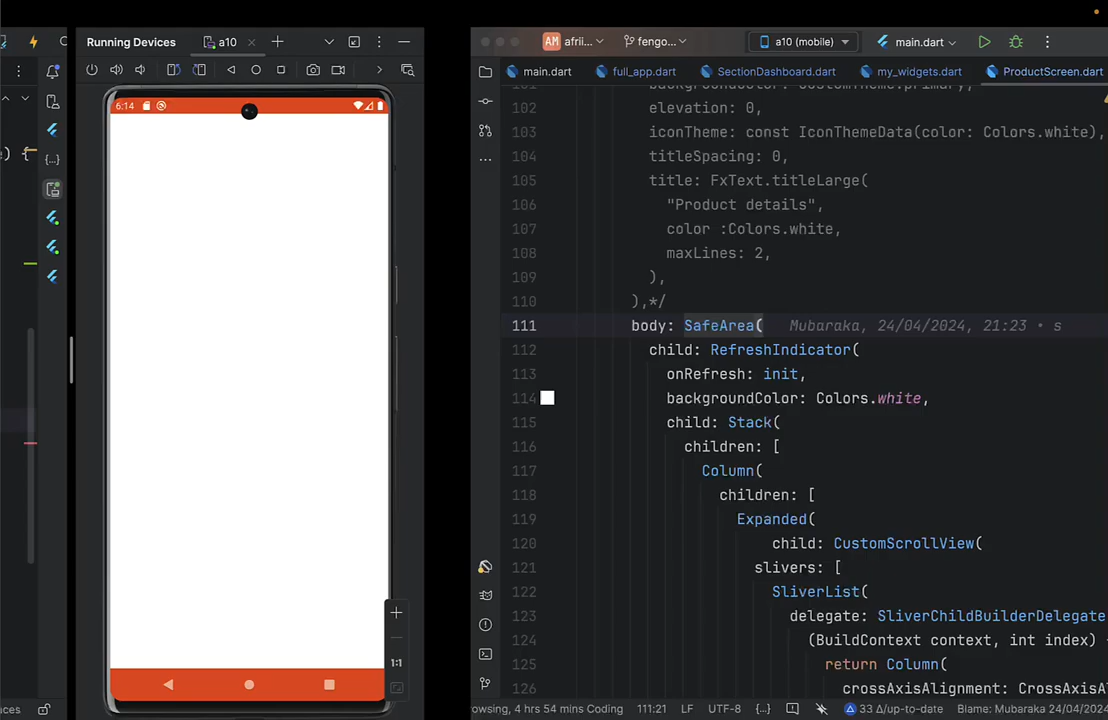 Running Devices
a10
AM afrii...
fengo...
a10 (mobile)
main.dart
main.dart
full_app.dart
SectionDashboard.dart
my_widgets.dart
ProductScreen.dart
6:14
102 elevation: 0,
103 iconTheme: const IconThemeData(color: Colors.white),
104 titleSpacing: 0,
105 title: FxText.titleLarge(
106 "Product details",
107 color :Colors.white,
108 maxLines: 2,
109 ),
110 ),*/
111 body: SafeArea( Mubaraka, 24/04/2024, 21:23 • s
112 child: RefreshIndicator(
113 onRefresh: init,
114 backgroundColor: Colors.white,
115 child: Stack(
116 children: [
117 Column(
118 children: [
119 Expanded(
120 child: CustomScrollView(
121 slivers: [
122 SliverList(
123 delegate: SliverChildBuilderDelegate
124 (BuildContext context, int index)
125 return Column(
126 crossAxisAlignment: CrossAxisAl
) {
{...}
1:1
ices
owsing, 4 hrs 54 mins Coding
111:21
LF
UTF-8
{...}
33 Δ/up-to-date
Blame: Mubaraka 24/04/2024